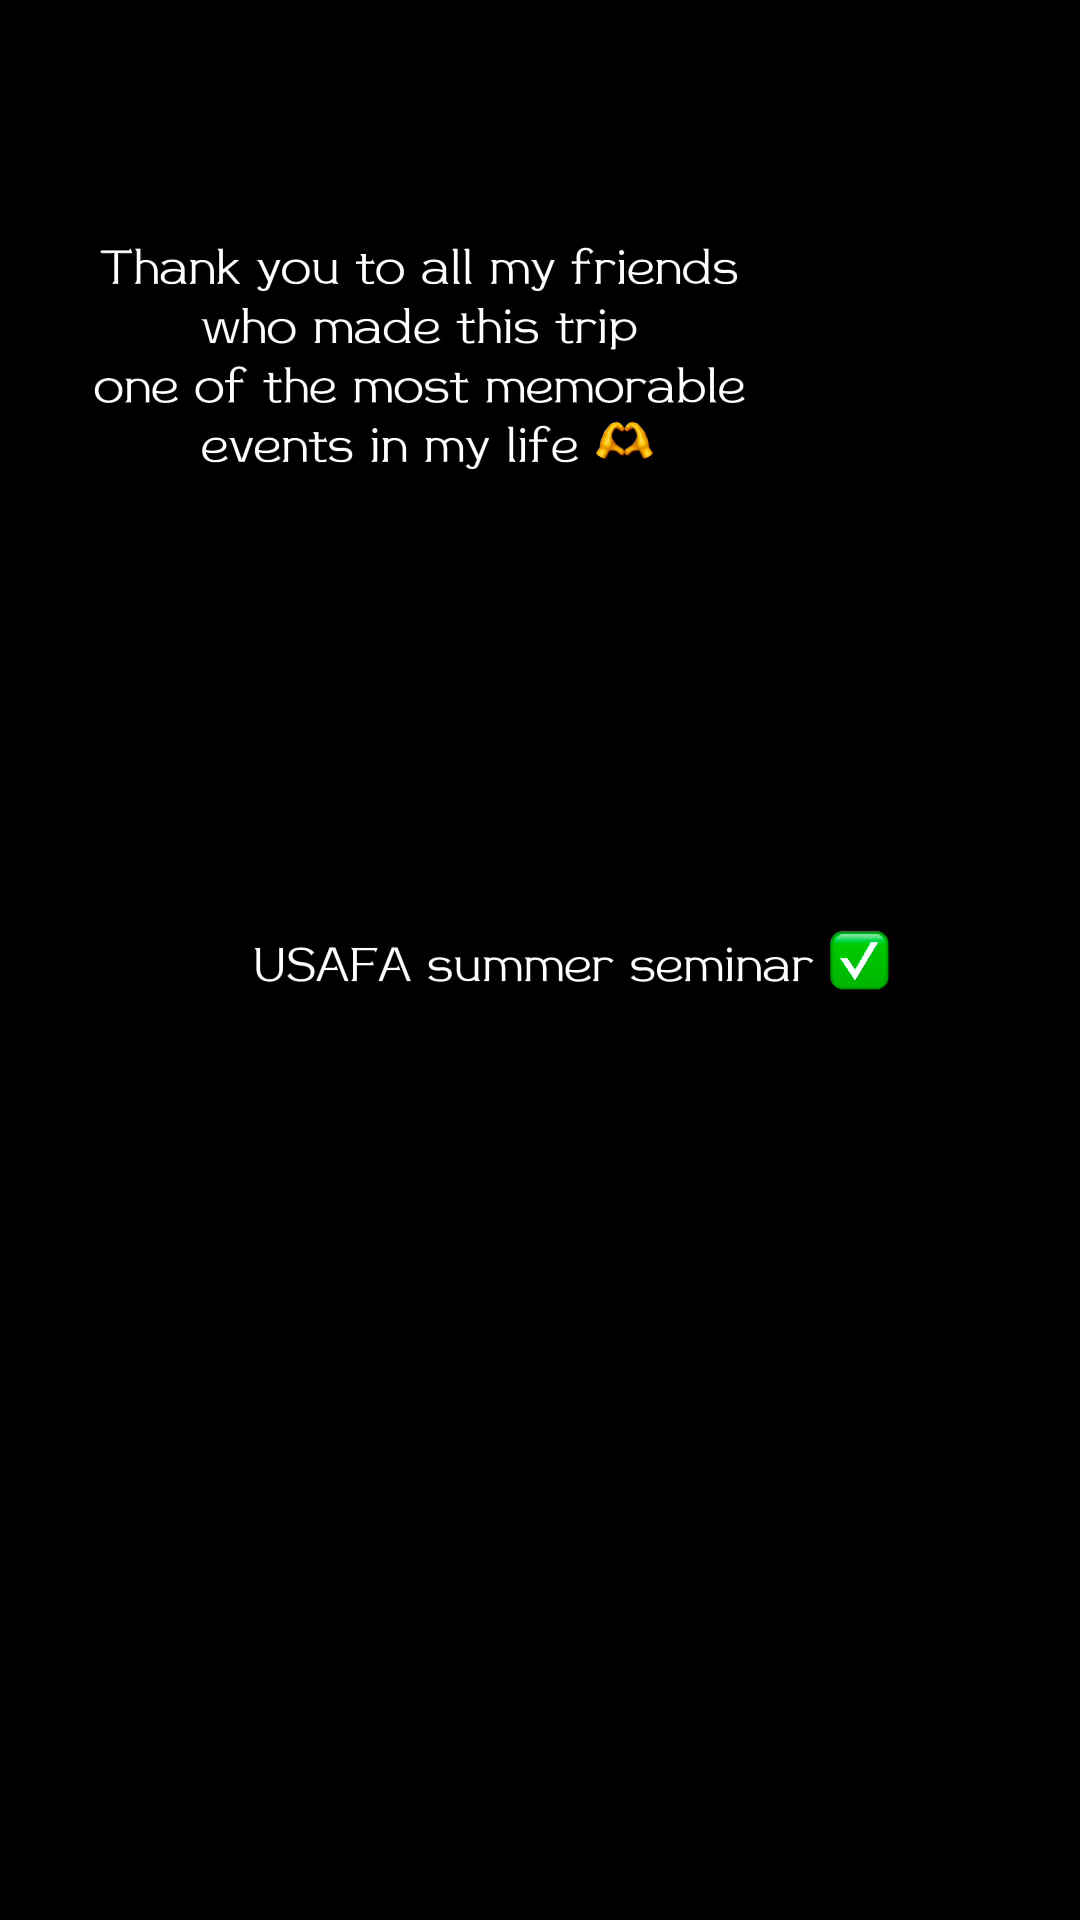 Thank you to all my friends
who made this trip
one of the most memorable
events in my life 🫶
USAFA summer seminar ✅